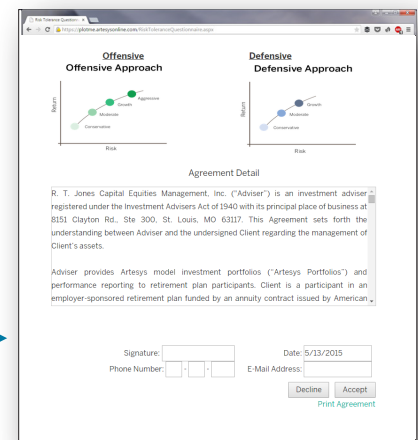 Risk Tolerance Questionn
https://plotme.artesysonline.com/RiskToleranceQuestionnaire.aspx
Offensive
Offensive Approach
Return
Aggressive
Growth
Moderate
Conservative
Risk
Defensive
Defensive Approach
Return
Growth
Moderate
Conservative
Risk
Agreement Detail
R. T. Jones Capital Equities Management, Inc. (“Adviser”) is an investment adviser
registered under the Investment Advisers Act of 1940 with its principal place of business at
8151 Clayton Rd., Ste 300, St. Louis, MO 63117. This Agreement sets forth the
understanding between Adviser and the undersigned Client regarding the management of
Client’s assets.
Adviser provides Artesys model investment portfolios (“Artesys Portfolios”) and
performance reporting to retirement plan participants. Client is a participant in an
employer-sponsored retirement plan funded by an annuity contract issued by American
Signature:
Date: 5/13/2015
Phone Number: - -
E-Mail Address:
Decline Accept
Print Agreement